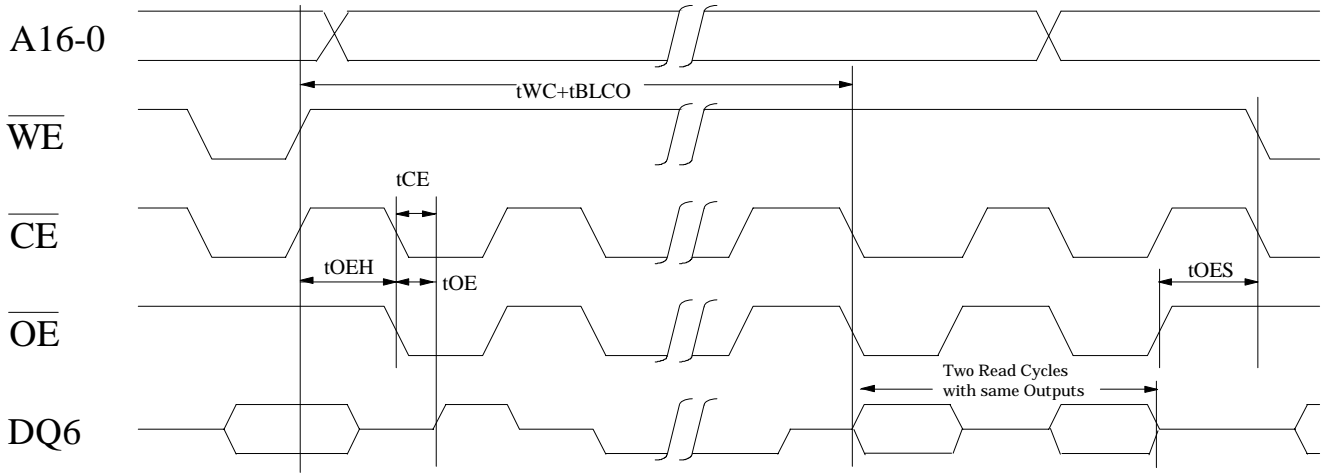 A16-0
tWC+tBLCO
WE
tCE
CE
tOEH
tOE
tOES
OE
Two Read Cycles
with same Outputs
DQ6